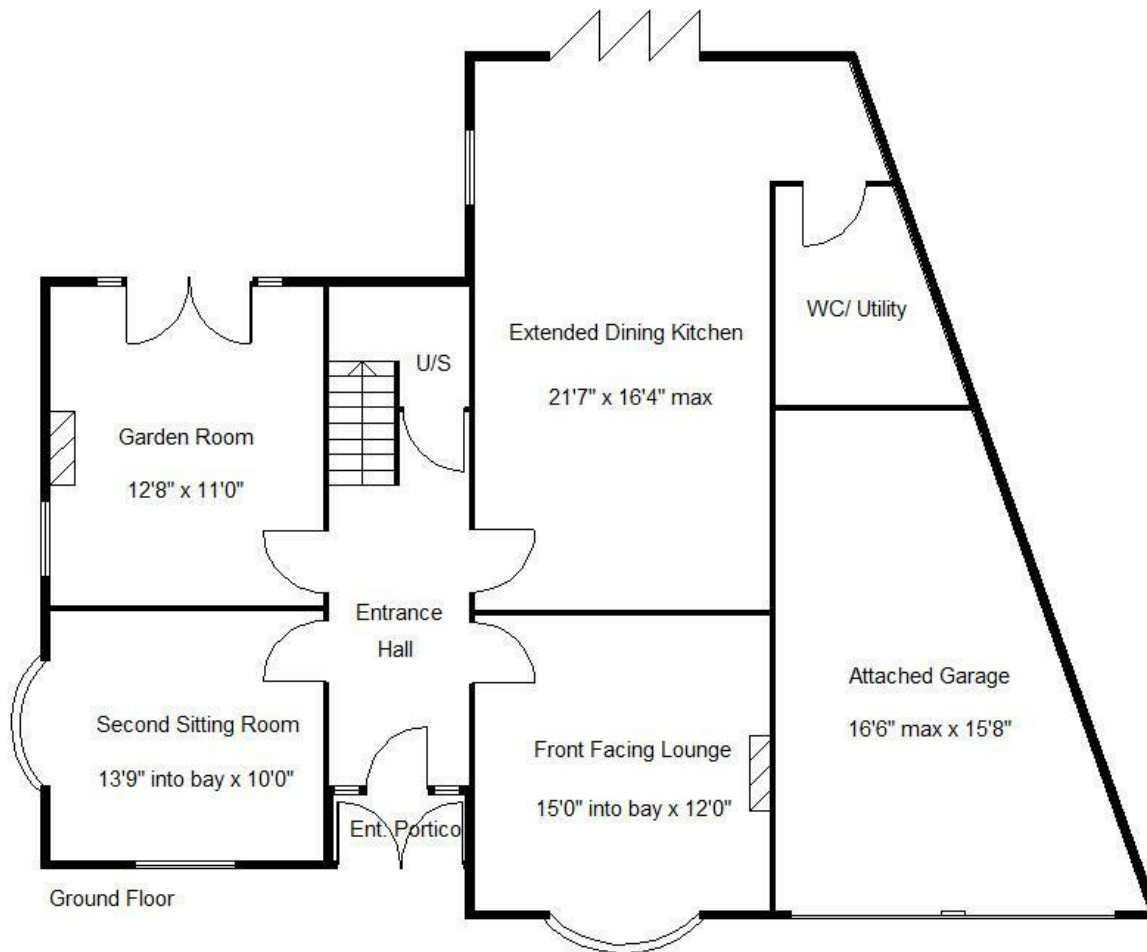 WC/ Utility
Extended Dining Kitchen
21'7" x 16'4" max
U/S
Garden Room
12'8" x 11'0"
Entrance
Hall
Attached Garage
16'6" max x 15'8"
Second Sitting Room
13'9" into bay x 10'0"
Front Facing Lounge
15'0" into bay x 12'0"
Ent. Portico
Ground Floor